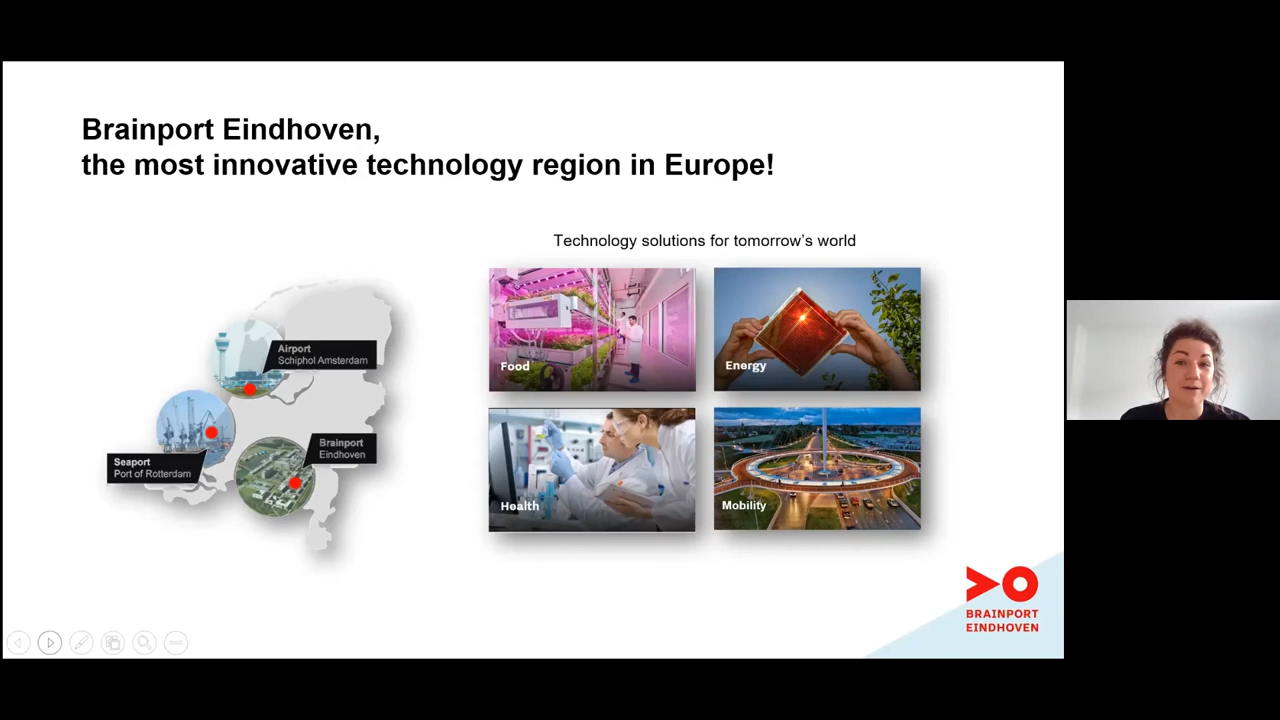 Brainport Eindhoven,
the most innovative technology region in Europe!
Technology solutions for tomorrow's world
Airport
Schiphol Amsterdam
Seaport
Port of Rotterdam
Brainport
Eindhoven
Food
Energy
Health
Mobility
BRAINPORT
EINDHOVEN